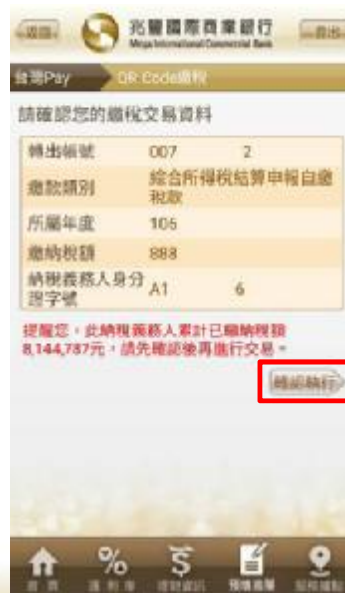 返回
兆豐國際商業銀行
Mega International Commercial Bank
登出
台灣Pay
QR Code繳稅
請確認您的繳稅交易資料
轉出帳號 007 2
繳款類別 綜合所得稅結算申報自繳
稅款
所屬年度 105
繳納稅額 888
納稅義務人身分
證字號 A1 6
提醒您，此納稅義務人累計已繳納稅額
8,144,787元，請先確認後再進行交易。
確認執行
首頁
預填表單